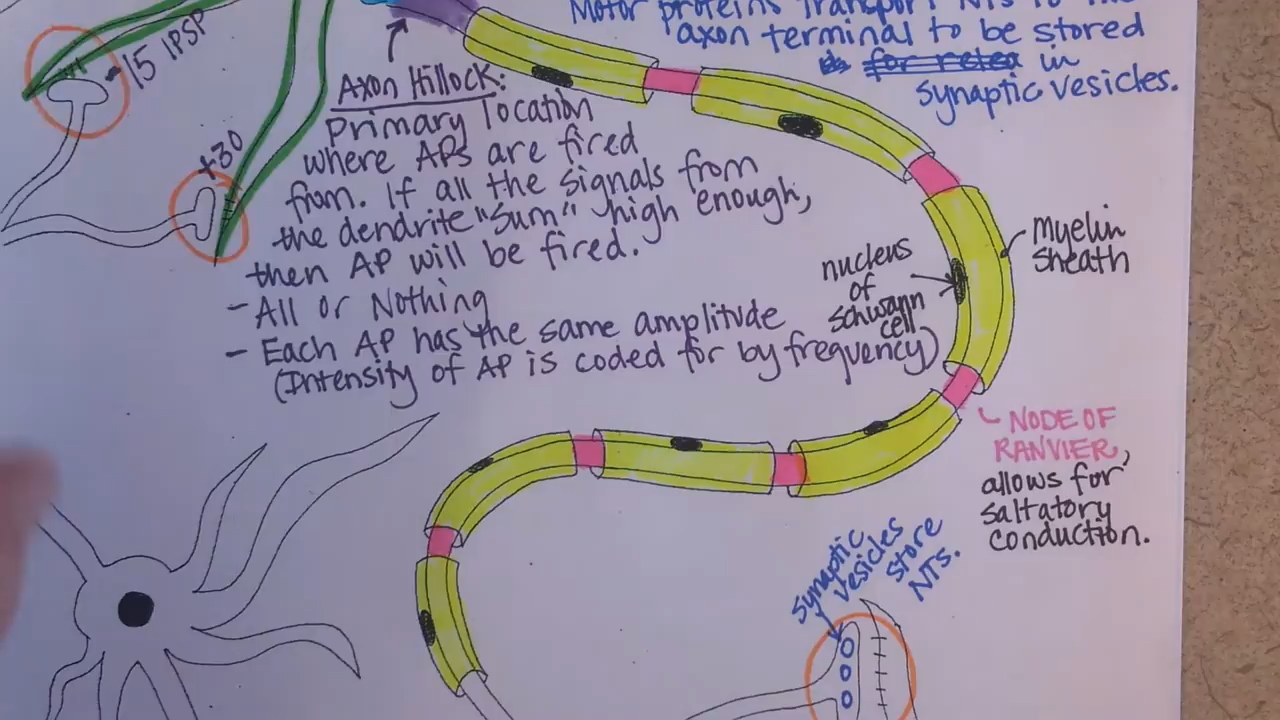 Motor proteins transport NTs to the
axon terminal to be stored
in
synaptic vesicles.
-15 IPSP
+30
Axon Hillock:
primary location
where APs are fired
from. If all the signals from
the dendrite "sum" high enough,
then AP will be fired.
- All or Nothing
- Each AP has the same amplitude
(Intensity of AP is coded for by frequency)
nucleus
of
schwann
cell
myelin
sheath
NODE OF
RANVIER,
allows for
saltatory
conduction.
synaptic
vesicles
store
NTs.